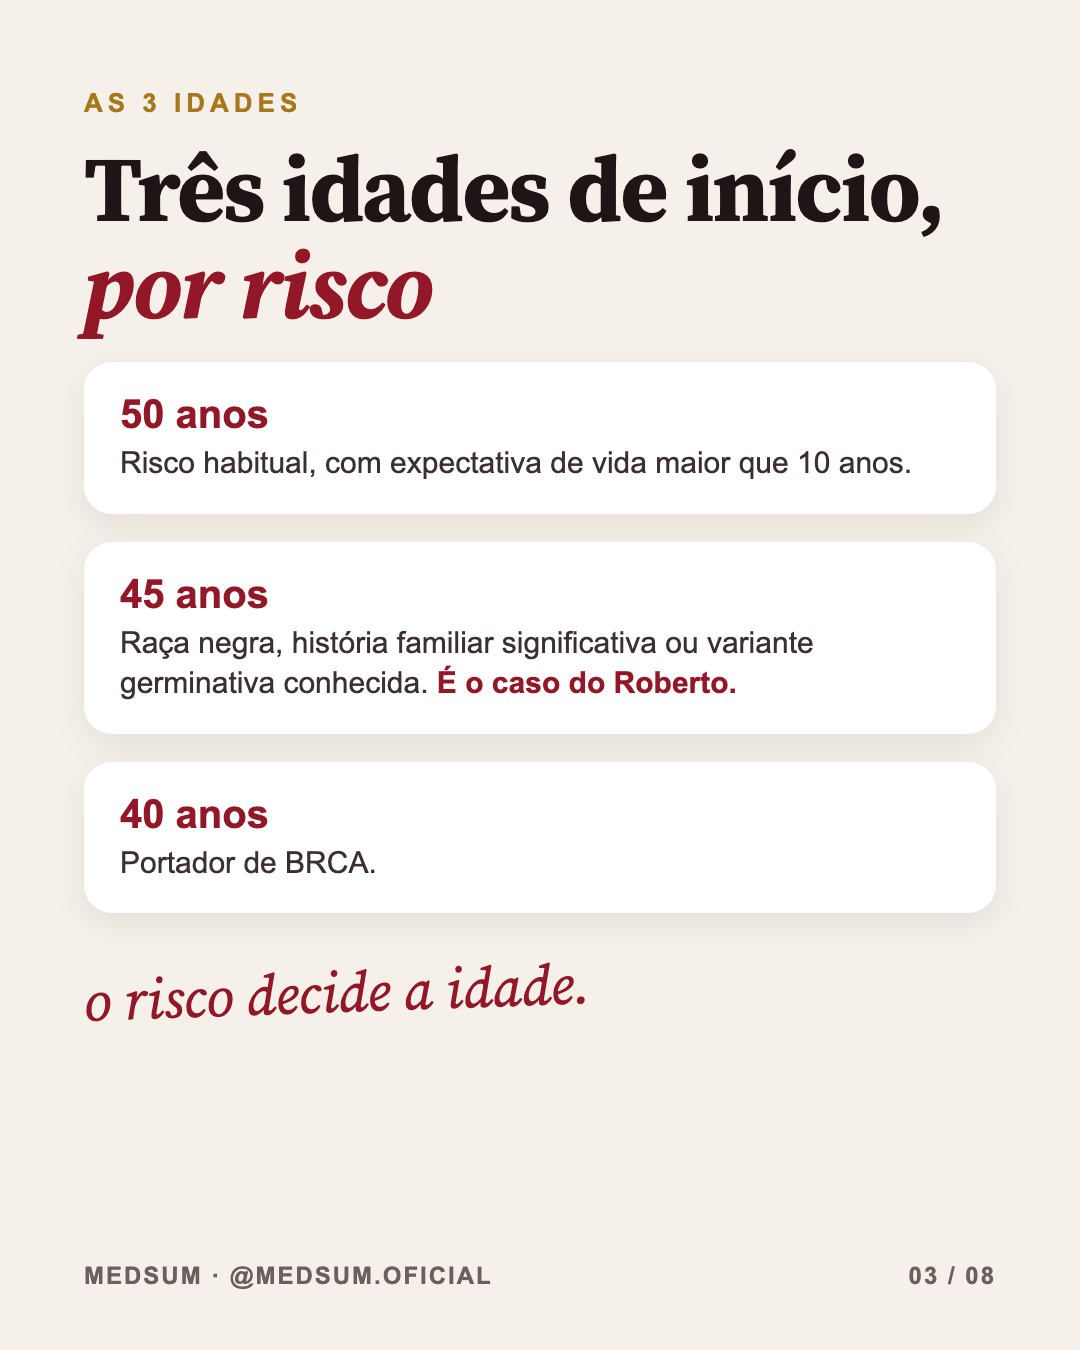 AS 3 IDADES
Três idades de início,
por risco
50 anos
Risco habitual, com expectativa de vida maior que 10 anos.
45 anos
Raça negra, história familiar significativa ou variante
germinativa conhecida. É o caso do Roberto.
40 anos
Portador de BRCA.
o risco decide a idade.
MEDSUM · @MEDSUM.OFICIAL
03 / 08